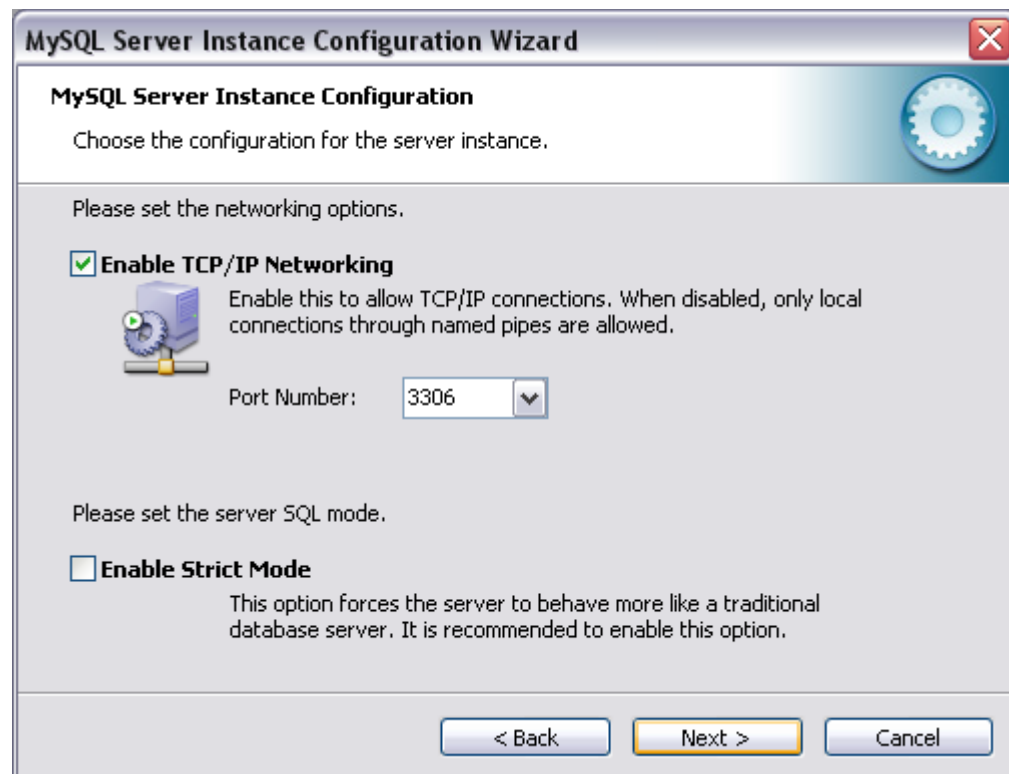 MySQL Server Instance Configuration Wizard
MySQL Server Instance Configuration
Choose the configuration for the server instance.
Please set the networking options.
Enable TCP/IP Networking
Enable this to allow TCP/IP connections. When disabled, only local
connections through named pipes are allowed.
Port Number: 3306
Please set the server SQL mode.
Enable Strict Mode
This option forces the server to behave more like a traditional
database server. It is recommended to enable this option.
< Back Next > Cancel